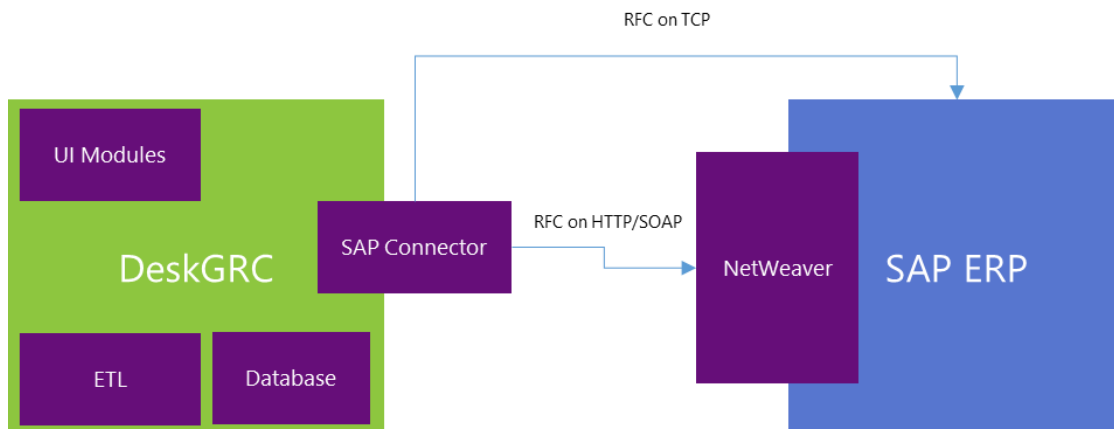 RFC on TCP
UI Modules
RFC on HTTP/SOAP
SAP Connector
DeskGRC
NetWeaver
SAP ERP
ETL
Database